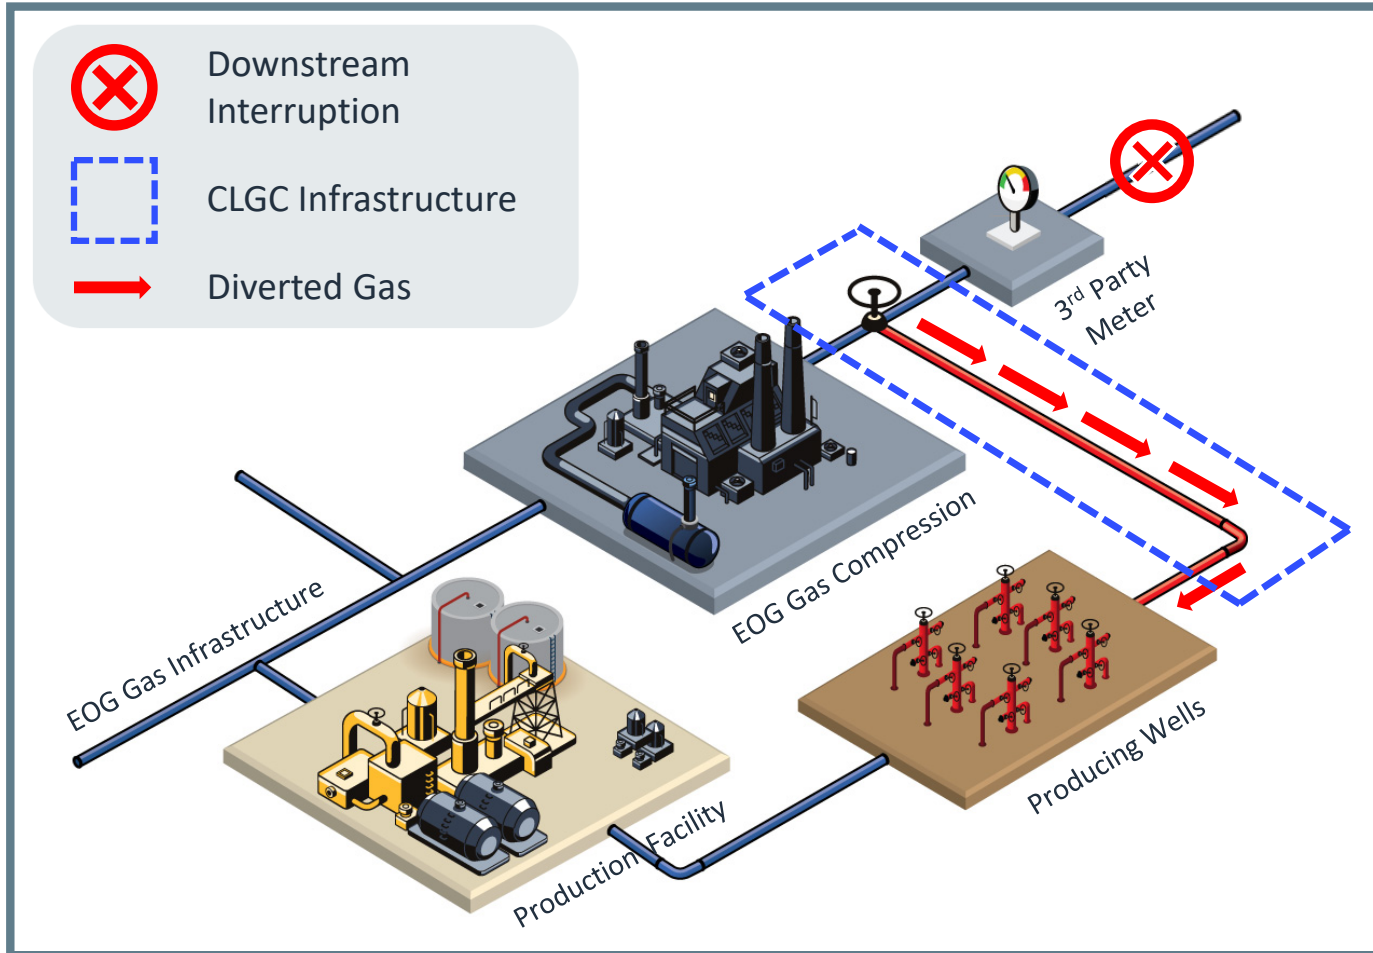 Downstream
Interruption
CLGC Infrastructure
Diverted Gas
3rd Party
Meter
EOG Gas Compression
EOG Gas Infrastructure
Producing Wells
Production Facility